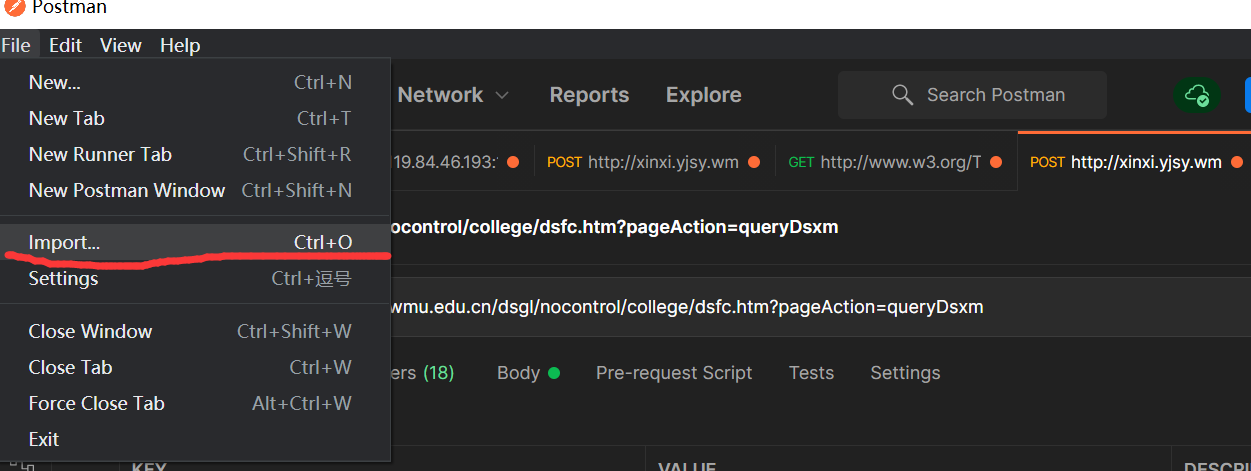 Postman
File Edit View Help
New... Ctrl+N
New Tab Ctrl+T
New Runner Tab Ctrl+Shift+R
New Postman Window Ctrl+Shift+N
Import... Ctrl+O
Settings Ctrl+逗号
Close Window Ctrl+Shift+W
Close Tab Ctrl+W
Force Close Tab Alt+Ctrl+W
Exit
Network Reports Explore Search Postman
19.84.46.193: POST http://xinxi.yjsy.wm GET http://www.w3.org/T POST http://xinxi.yjsy.wm
ocontrol/college/dsfc.htm?pageAction=queryDsxm
wmu.edu.cn/dsgl/nocontrol/college/dsfc.htm?pageAction=queryDsxm
ers (18) Body Pre-request Script Tests Settings
KEY VALUE DESCRI